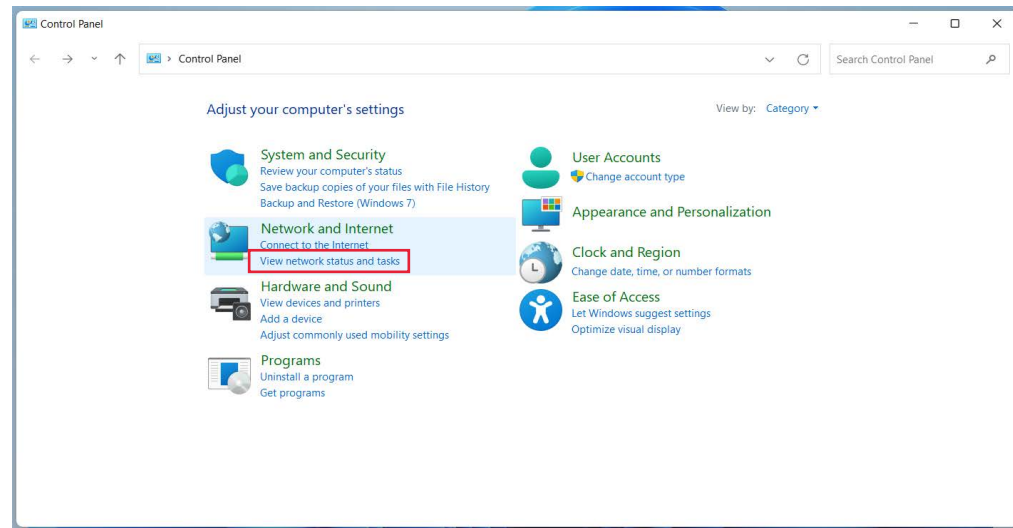 Control Panel
Control Panel
Search Control Panel
Adjust your computer's settings
View by: Category
System and Security
Review your computer's status
Save backup copies of your files with File History
Backup and Restore (Windows 7)
Network and Internet
Connect to the Internet
View network status and tasks
Hardware and Sound
View devices and printers
Add a device
Adjust commonly used mobility settings
Programs
Uninstall a program
Get programs
User Accounts
Change account type
Appearance and Personalization
Clock and Region
Change date, time, or number formats
Ease of Access
Let Windows suggest settings
Optimize visual display